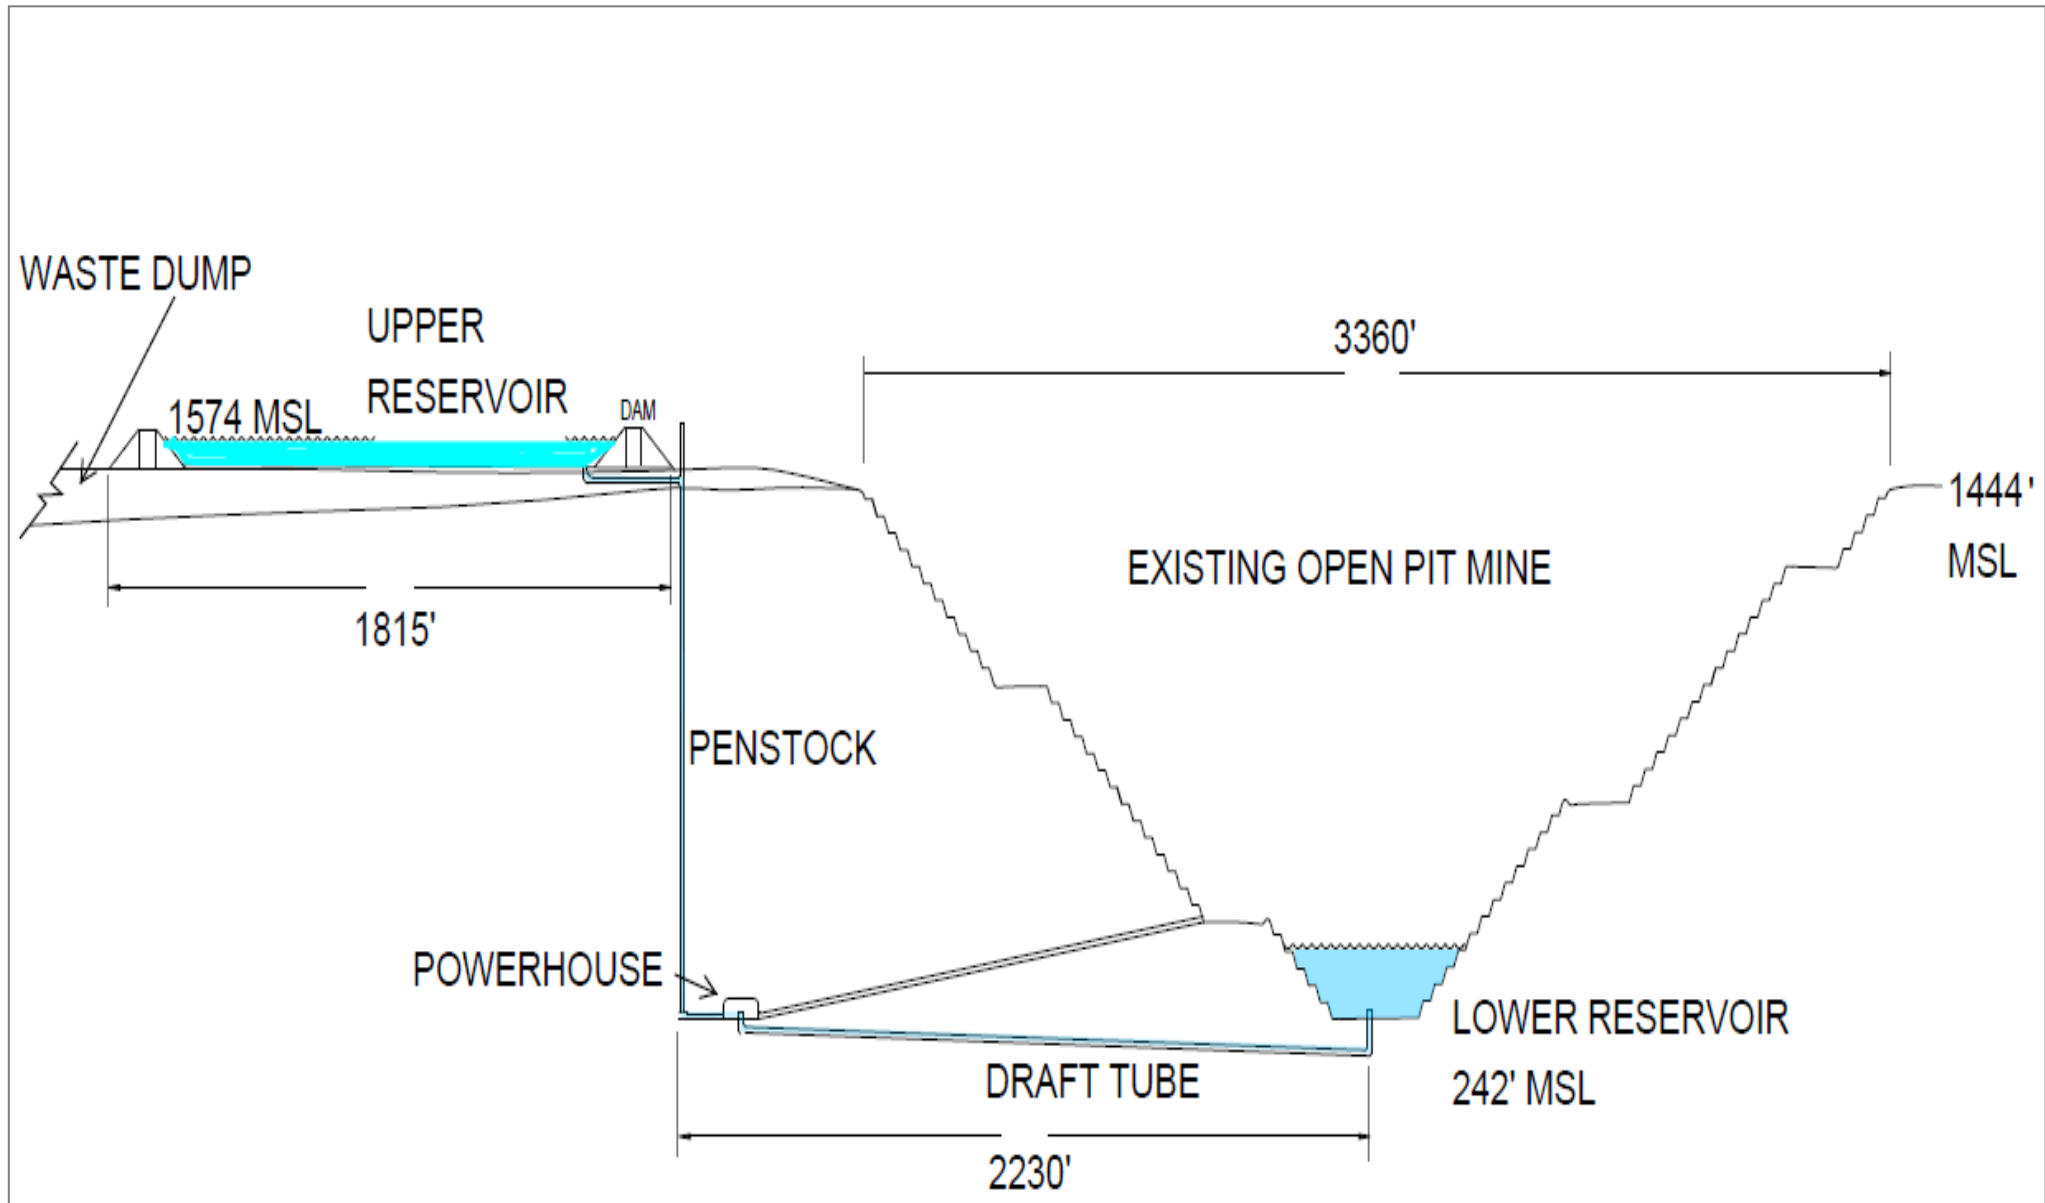 WASTE DUMP
UPPER
RESERVOIR
1574 MSL
DAM
3360'
1444'
MSL
EXISTING OPEN PIT MINE
1815'
PENSTOCK
POWERHOUSE
LOWER RESERVOIR
242' MSL
DRAFT TUBE
2230'